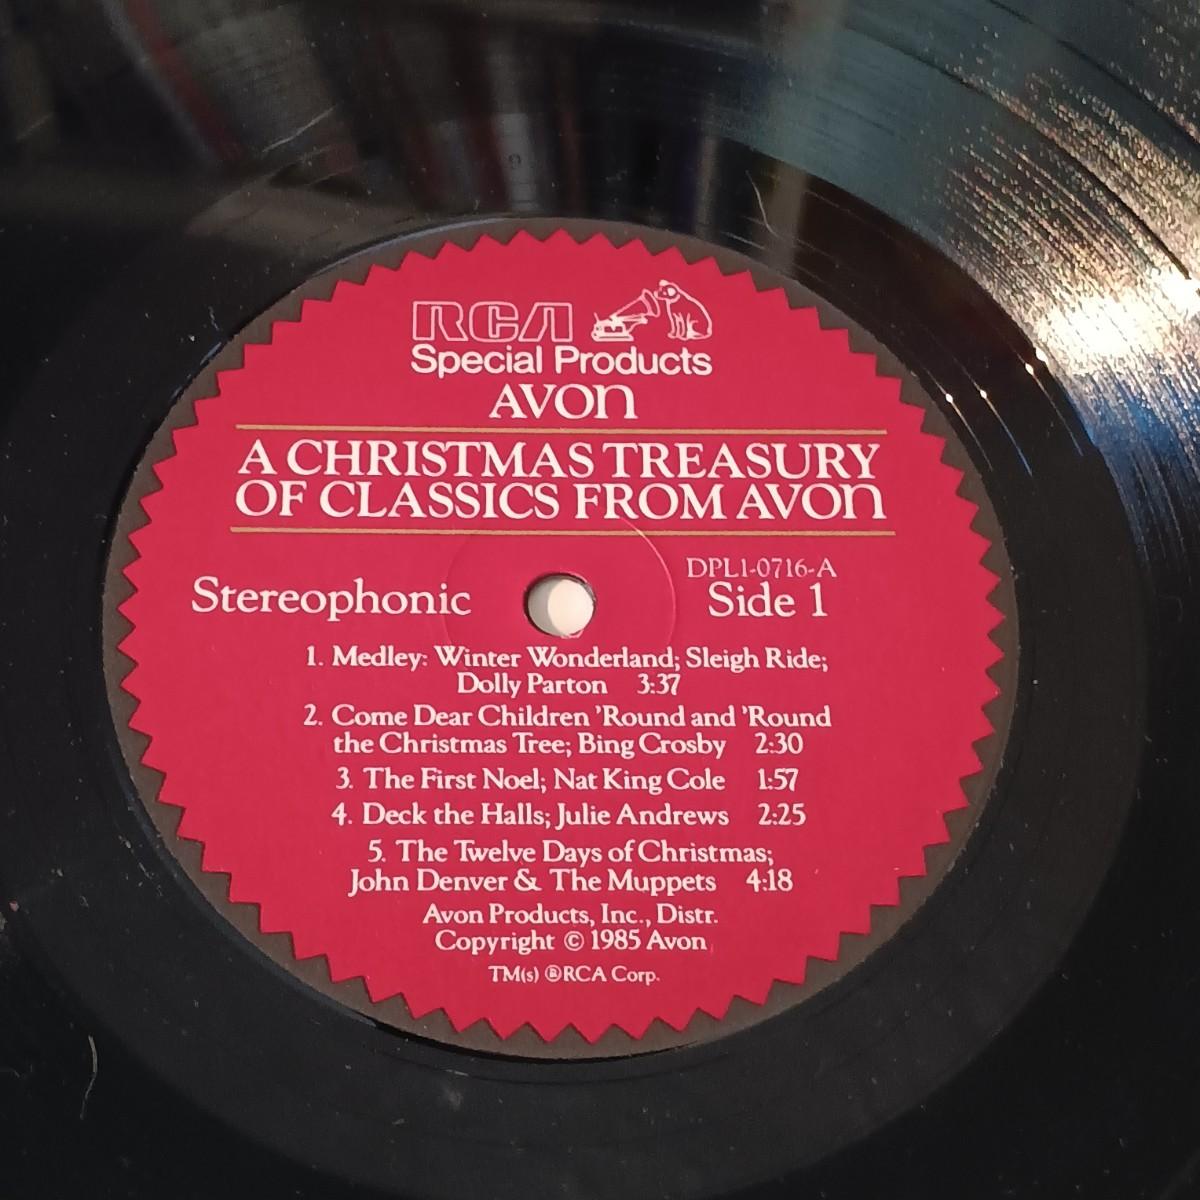 RCA
Special Products
AVON
A CHRISTMAS TREASURY
OF CLASSICS FROM AVON
DPL1-0716-A
Stereophonic Side 1
1. Medley: Winter Wonderland; Sleigh Ride;
Dolly Parton 3:37
2. Come Dear Children 'Round and 'Round
the Christmas Tree; Bing Crosby 2:30
3. The First Noel; Nat King Cole 1:57
4. Deck the Halls; Julie Andrews 2:25
5. The Twelve Days of Christmas;
John Denver & The Muppets 4:18
Avon Products, Inc., Distr.
Copyright © 1985 Avon
TM(s) ®RCA Corp.